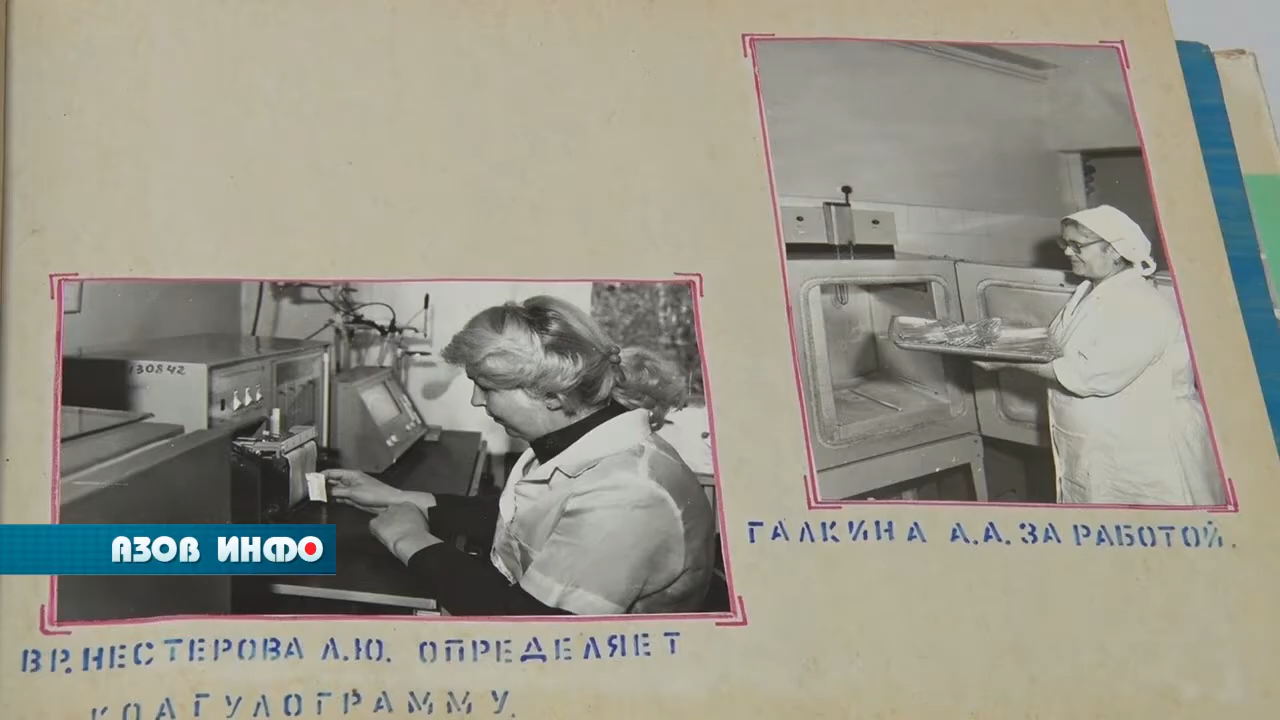 130842
ГАЛКИНА А.А. ЗА РАБОТОЙ.
АЗОВ ИНФО
ВР. НЕСТЕРОВА Л.Ю. ОПРЕДЕЛЯЕТ
КОАГУЛОГРАММУ.